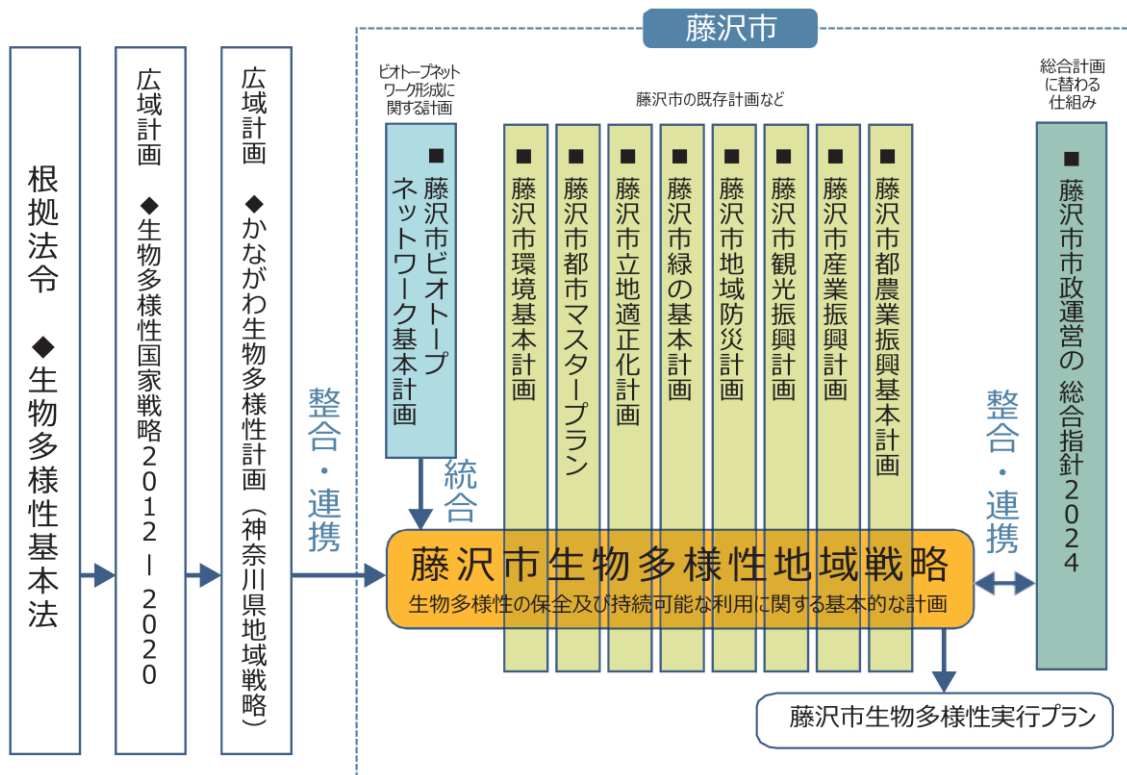 藤沢市
根拠法令　◆生物多様性基本法
広域計画　◆生物多様性国家戦略2012－2020
広域計画　◆かながわ生物多様性計画（神奈川県地域戦略）
整合・連携
ビオトープネット
ワーク形成に
関する計画
■藤沢市ビオトープ
ネットワーク基本計画
統合
藤沢市の既存計画など
■藤沢市環境基本計画
■藤沢市都市マスタープラン
■藤沢市立地適正化計画
■藤沢市緑の基本計画
■藤沢市地域防災計画
■藤沢市観光振興計画
■藤沢市産業振興計画
■藤沢市都市農業振興基本計画
総合計画
に替わる
仕組み
■藤沢市市政運営の 総合指針2024
整合・連携
藤沢市生物多様性地域戦略
生物多様性の保全及び持続可能な利用に関する基本的な計画
藤沢市生物多様性実行プラン